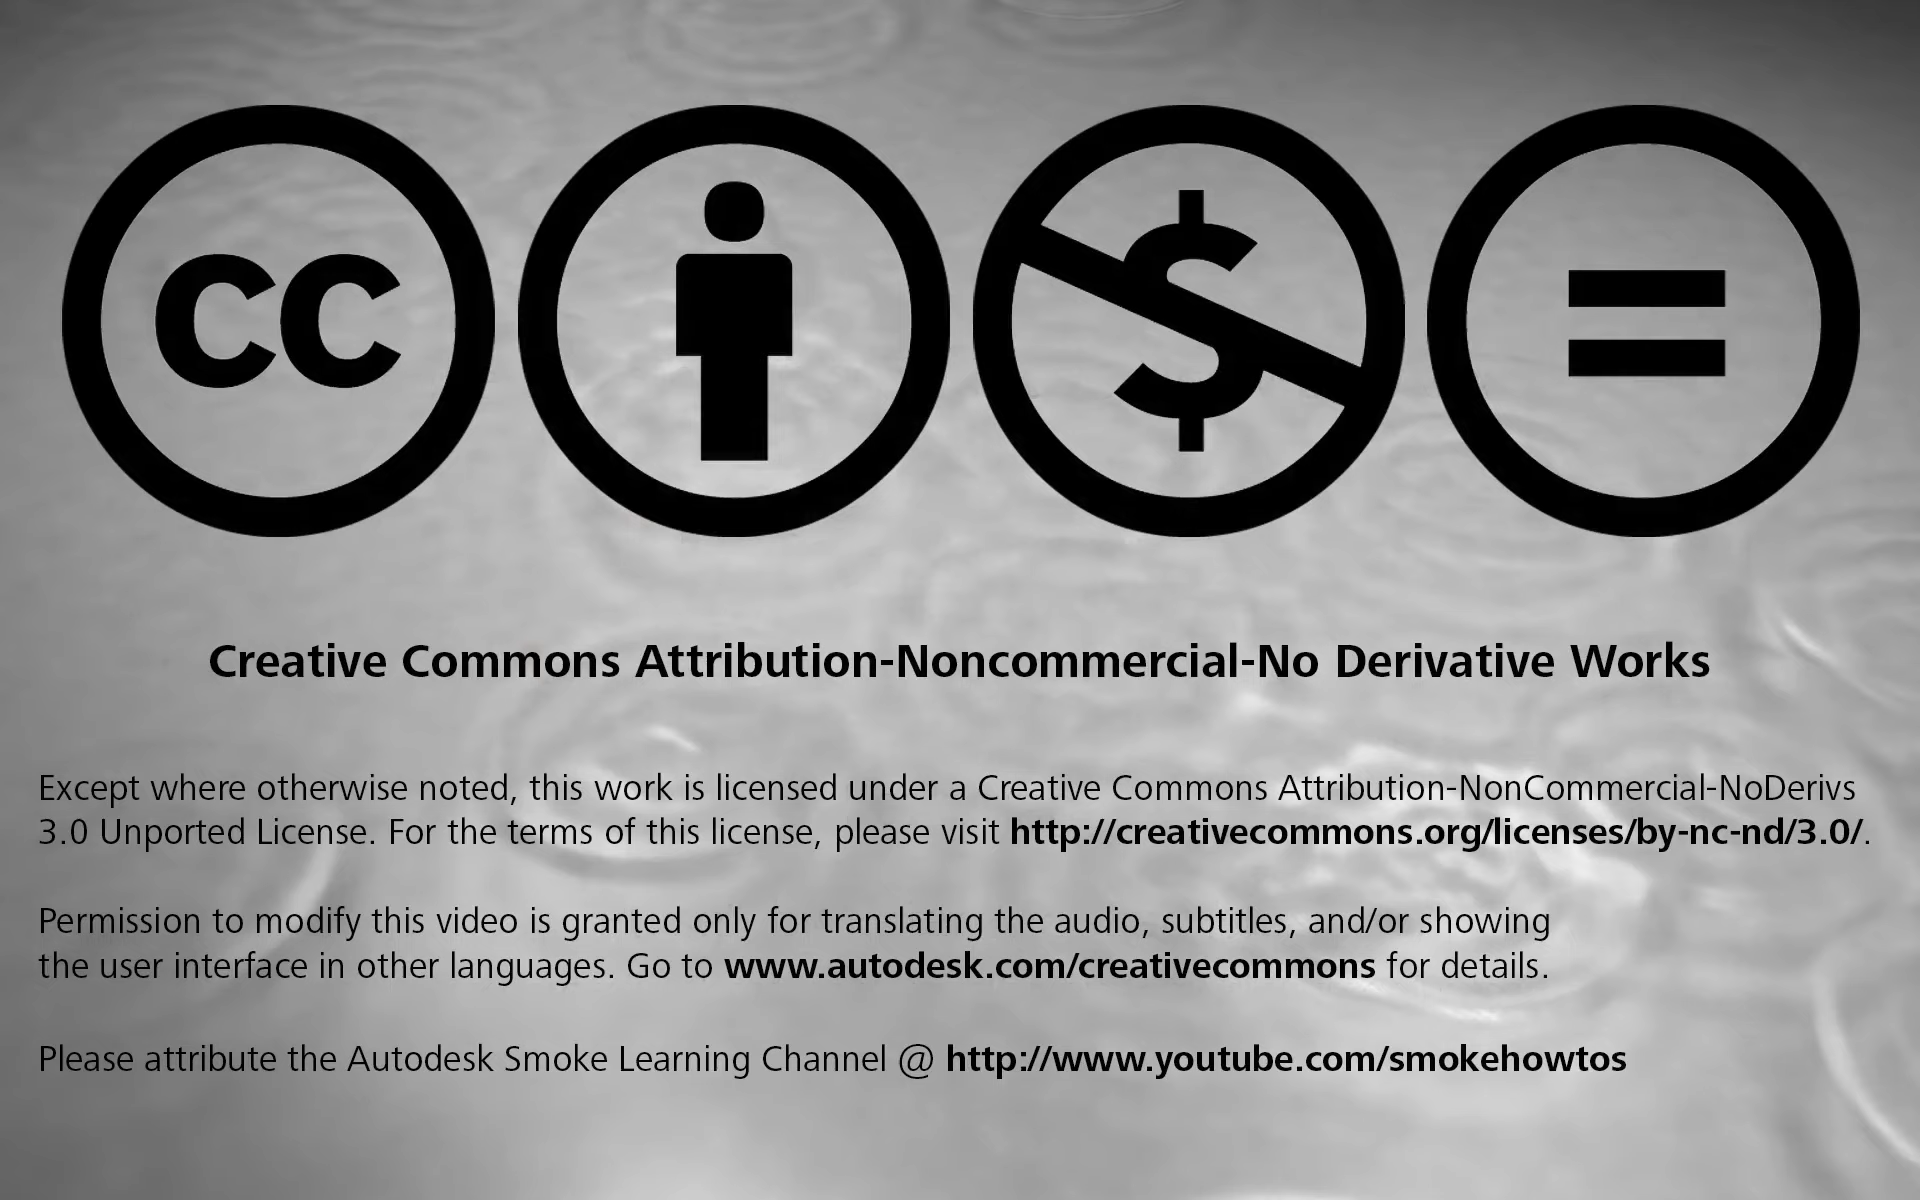 cc
$
=
Creative Commons Attribution-Noncommercial-No Derivative Works
Except where otherwise noted, this work is licensed under a Creative Commons Attribution-NonCommercial-NoDerivs
3.0 Unported License. For the terms of this license, please visit http://creativecommons.org/licenses/by-nc-nd/3.0/.
Permission to modify this video is granted only for translating the audio, subtitles, and/or showing
the user interface in other languages. Go to www.autodesk.com/creativecommons for details.
Please attribute the Autodesk Smoke Learning Channel @ http://www.youtube.com/smokehowtos